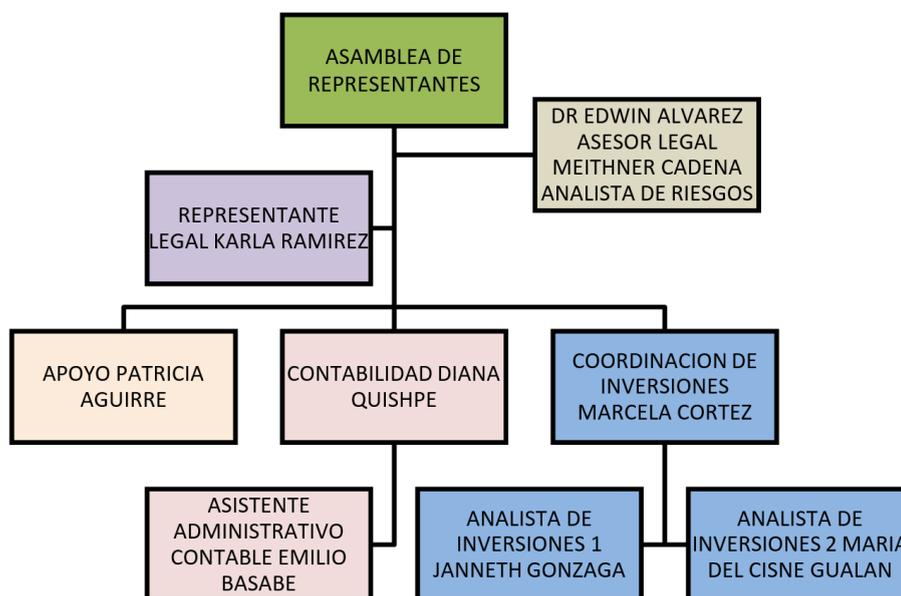 ASAMBLEA DE
REPRESENTANTES
DR EDWIN ALVAREZ
ASESOR LEGAL
MEITHNER CADENA
ANALISTA DE RIESGOS
REPRESENTANTE
LEGAL KARLA RAMIREZ
APOYO PATRICIA
AGUIRRE
CONTABILIDAD DIANA
QUISHPE
COORDINACION DE
INVERSIONES
MARCELA CORTEZ
ASISTENTE
ADMINISTRATIVO
CONTABLE EMILIO
BASABE
ANALISTA DE
INVERSIONES 1
JANNETH GONZAGA
ANALISTA DE
INVERSIONES 2 MARIA
DEL CISNE GUALAN